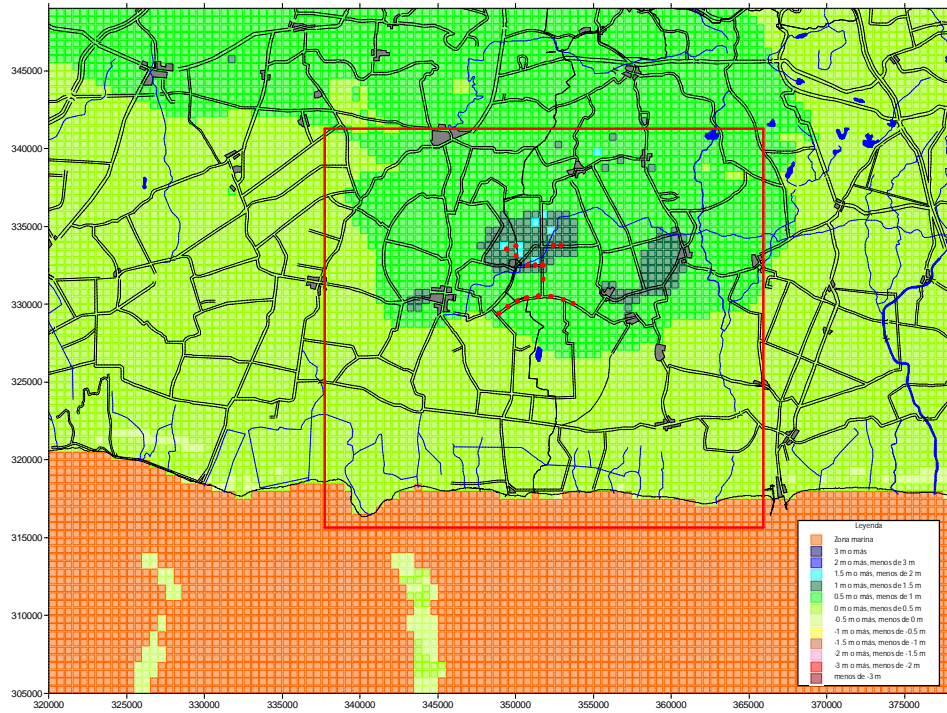 345000
340000
335000
330000
325000
320000
315000
310000
305000
320000 325000 330000 335000 340000 345000 350000 355000 360000 365000 370000 375000
Leyenda
Zona marina
3 m o más
2 m o más, menos de 3 m
1.5 m o más, menos de 2 m
1 m o más, menos de 1.5 m
0.5 m o más, menos de 1 m
0 m o más, menos de 0.5 m
-0.5 m o más, menos de 0 m
-1 m o más, menos de -0.5 m
-1.5 m o más, menos de -1 m
-2 m o más, menos de -1.5 m
-3 m o más, menos de -2 m
menos de -3 m